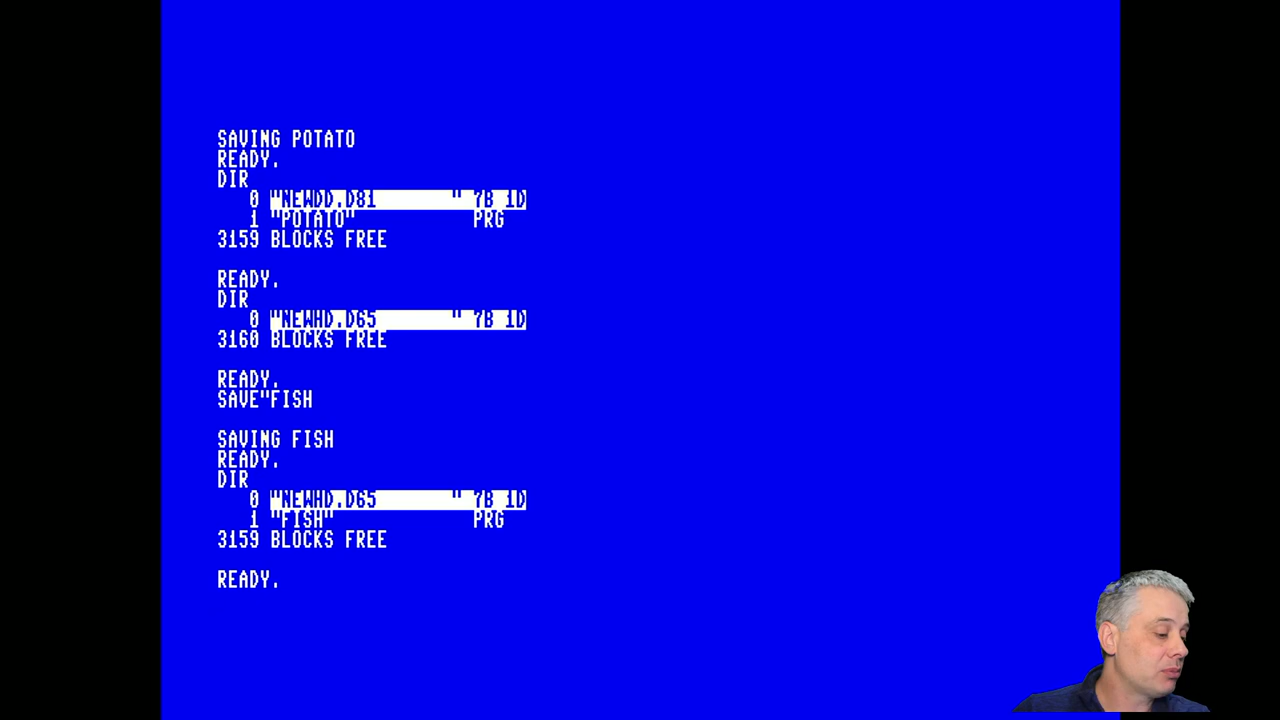 SAVING POTATO
READY.
DIR
0 "NEWDD.D81 " 7B 1D
1 "POTATO" PRG
3159 BLOCKS FREE
READY.
DIR
0 "NEWHD.D65 " 7B 1D
3160 BLOCKS FREE
READY.
SAVE"FISH
SAVING FISH
READY.
DIR
0 "NEWHD.D65 " 7B 1D
1 "FISH" PRG
3159 BLOCKS FREE
READY.